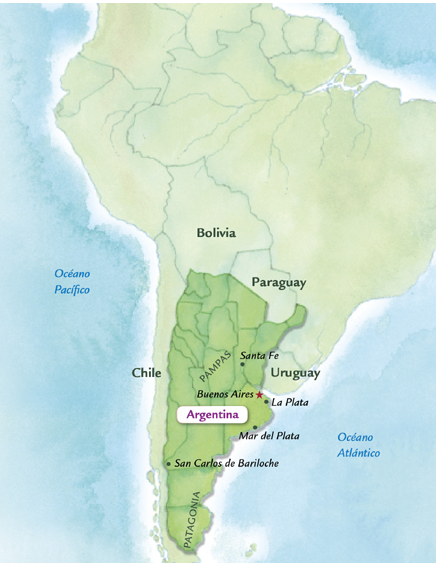 Bolivia
Océano
Pacífico
Paraguay
Santa Fe
PAMPAS
Chile
Uruguay
Buenos Aires
La Plata
Argentina
Mar del Plata
Océano
Atlántico
San Carlos de Bariloche
PATAGONIA